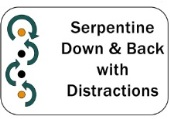 Serpentine
Down & Back
with
Distractions